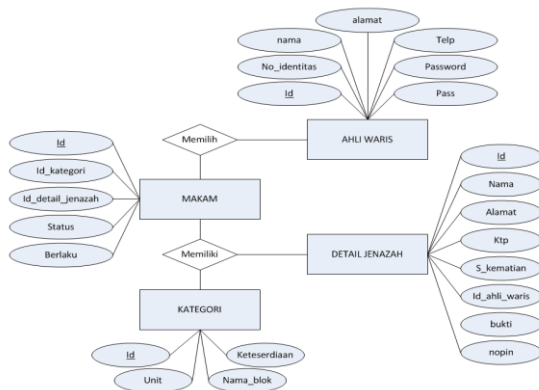 alamat
nama
Telp
No_identitas
Password
Id
Pass
Memilih
AHLI WARIS
Id
Id_kategori
Id_detail_jenazah
Status
Berlaku
MAKAM
Id
Nama
Alamat
Ktp
S_kematian
Id_ahli_waris
bukti
nopin
Memiliki
DETAIL JENAZAH
KATEGORI
Id
Keteserdiaan
Unit
Nama_blok